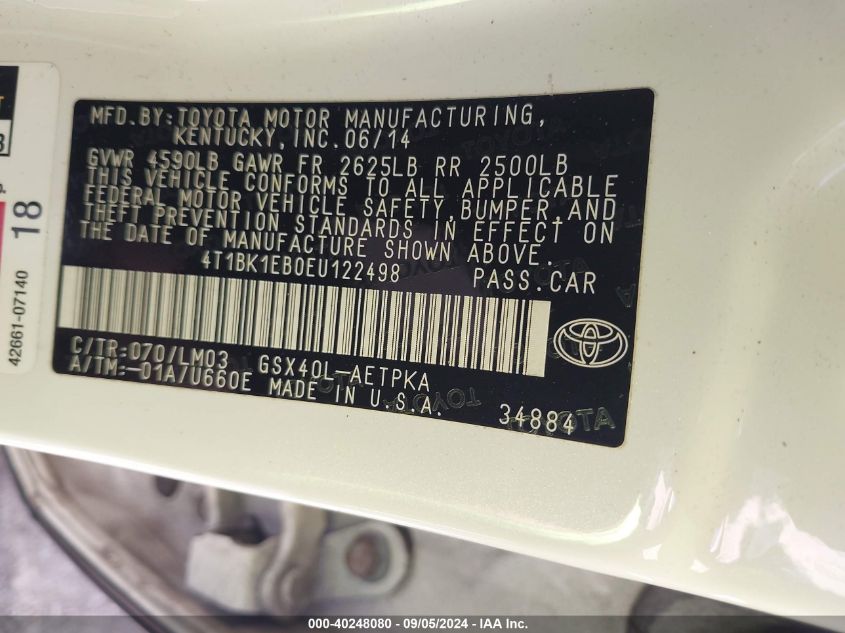 MFD.BY:TOYOTA MOTOR MANUFACTURING,
KENTUCKY,INC.06/14
GVWR 4590LB GAWR FR 2625LB RR 2500LB
THIS VEHICLE CONFORMS TO ALL APPLICABLE
FEDERAL MOTOR VEHICLE SAFETY,BUMPER,AND
THEFT PREVENTION STANDARDS IN EFFECT ON
THE DATE OF MANUFACTURE SHOWN ABOVE.
4T1BK1EB0EU122498 PASS.CAR
C/TR:070/LM03 GSX40L-AETPKA
A/TM:-01A/U660E MADE IN U.S.A.
34884
TOYOTA
42661-07140
18
000-40248080 - 09/05/2024 - IAA Inc.